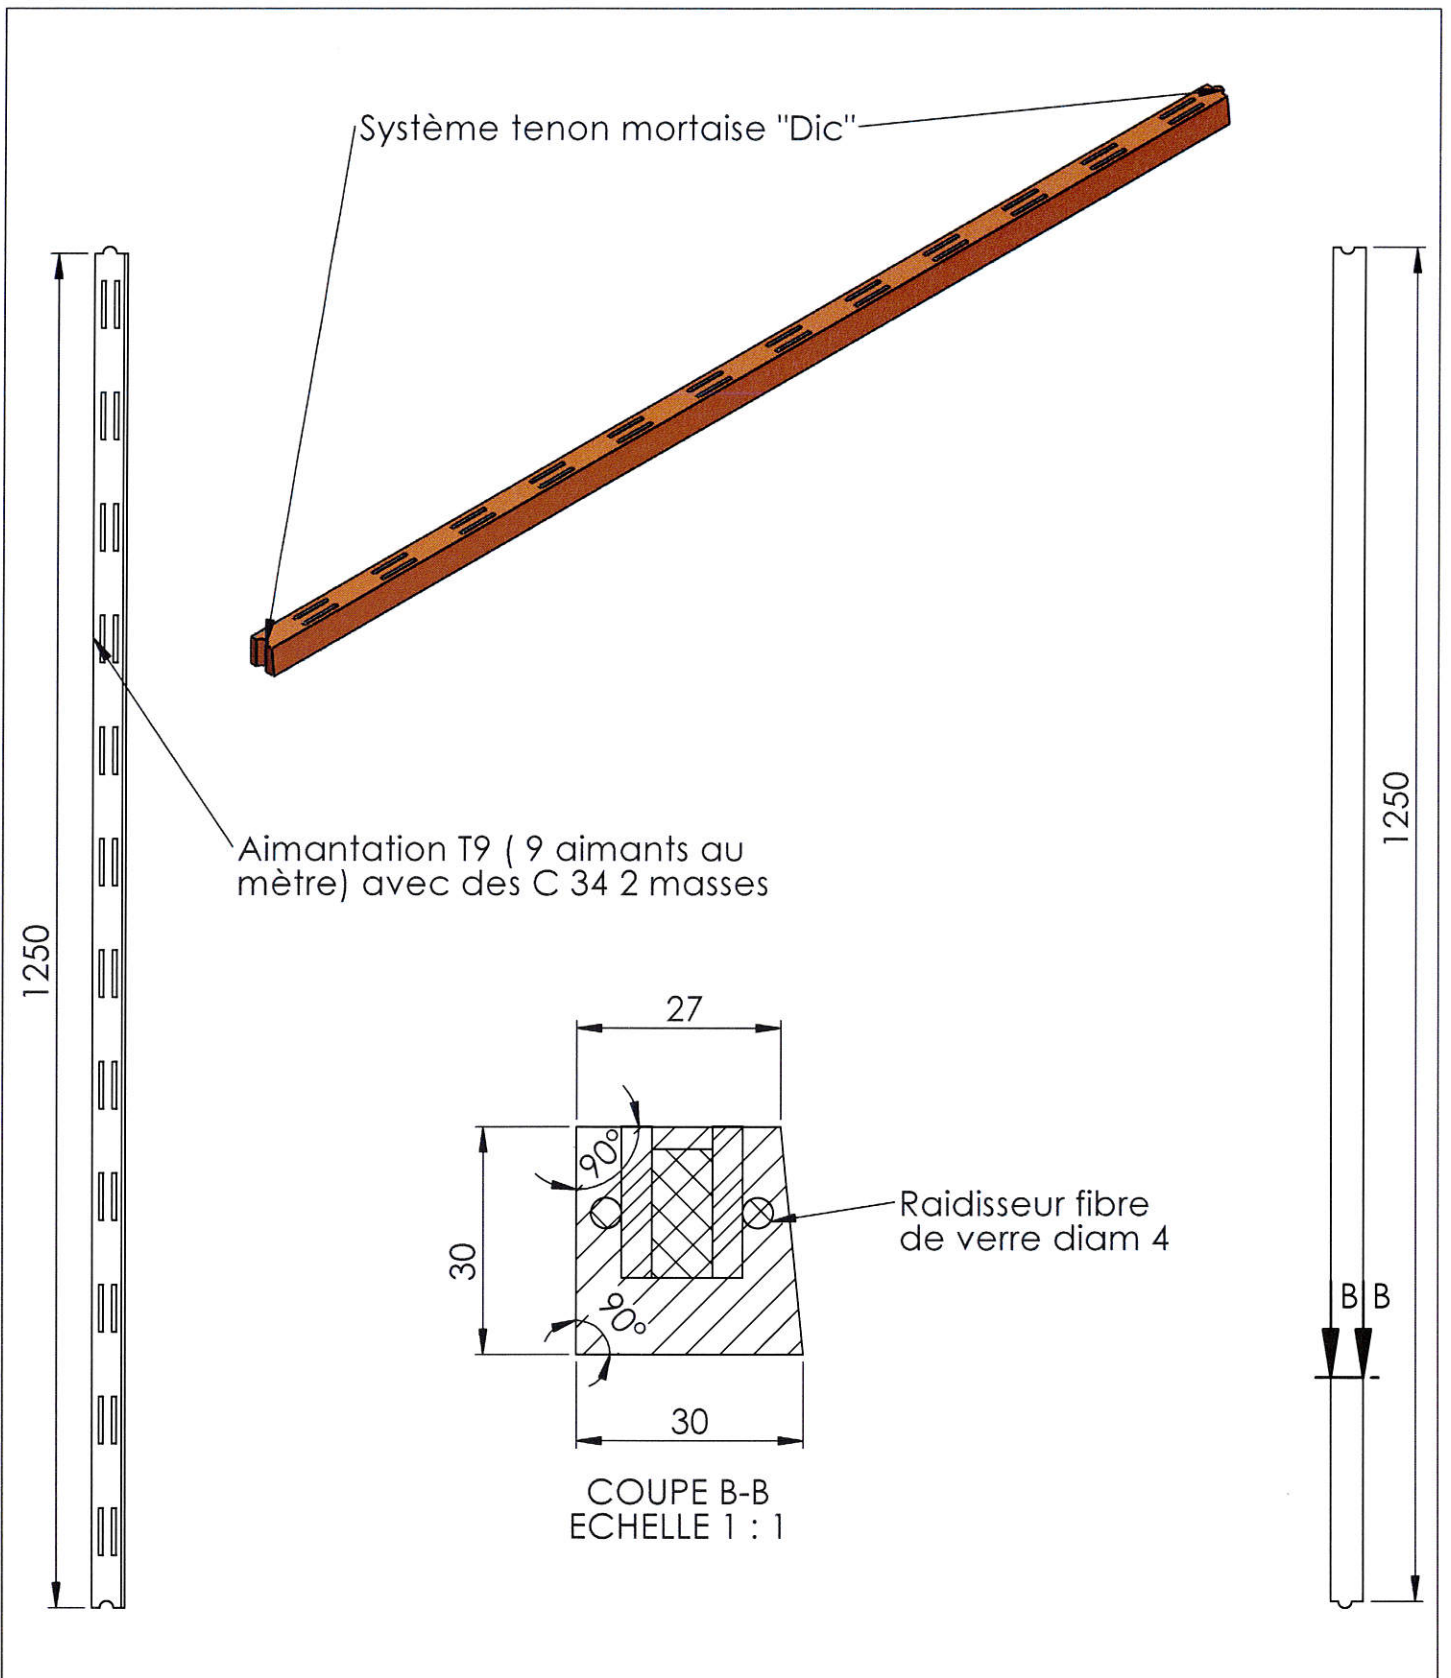 Système tenon mortaise "Dic"
1250
1250
Aimantation T9 ( 9 aimants au
mètre) avec des C 34 2 masses
27
90°
30
Raidisseur fibre
de verre diam 4
90°
B B
30
COUPE B-B
ECHELLE 1 : 1